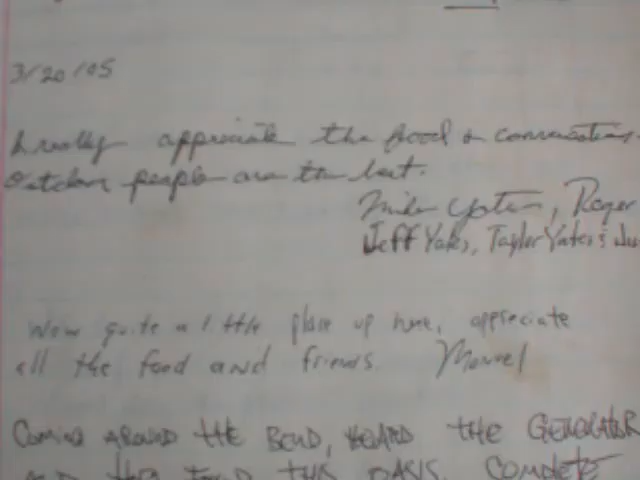 3/20/05
I really appreciate the food & conversation.
Outdoor people are the best.
Mike Yates, Roger
Jeff Yates, Taylor Yates &
Wow quite a little place up here, appreciate
all the food and friends.
COMING AROUND THE BEND, HEARD THE GENERATOR
THIS OASIS. COMPLETE